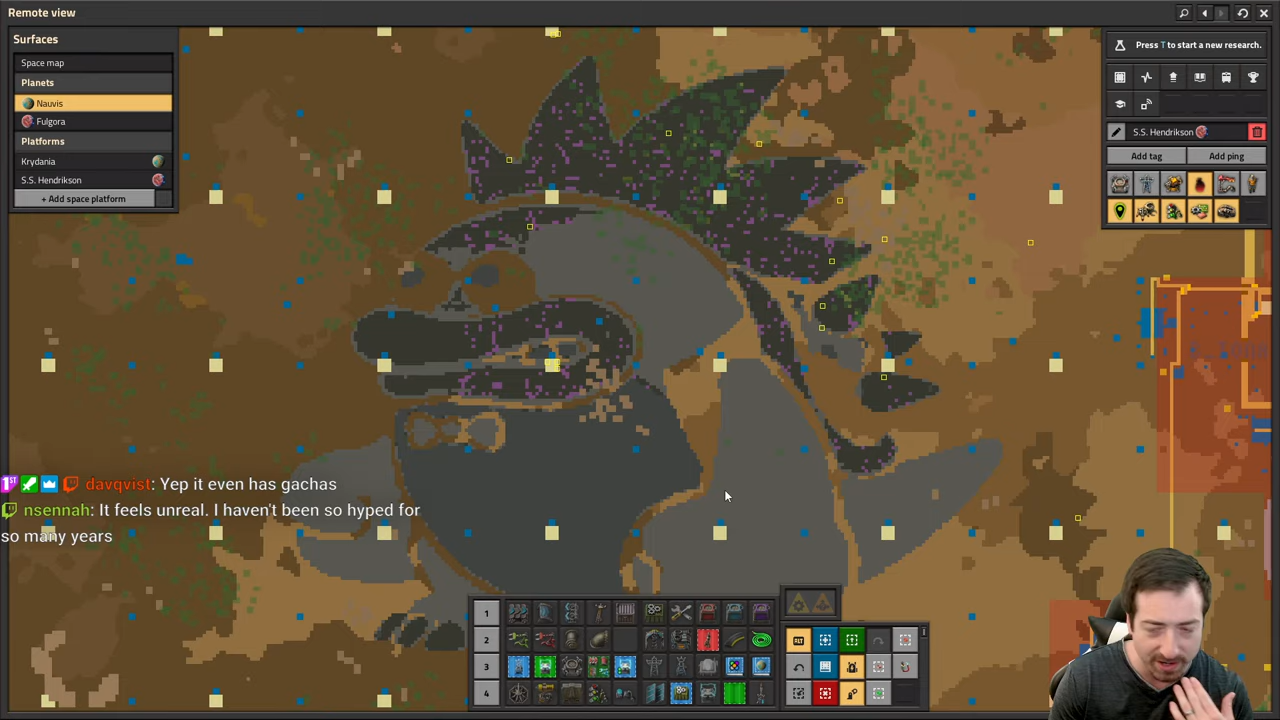 Remote view
Surfaces
Space map
Planets
Nauvis
Fulgora
Platforms
Krydania
S.S. Hendrikson
+ Add space platform
Press T to start a new research.
S.S. Hendrikson
Add tag
Add ping
davqvist: Yep it even has gachas
nsennah: It feels unreal. I haven't been so hyped for
so many years
1
2
3
4
ALT